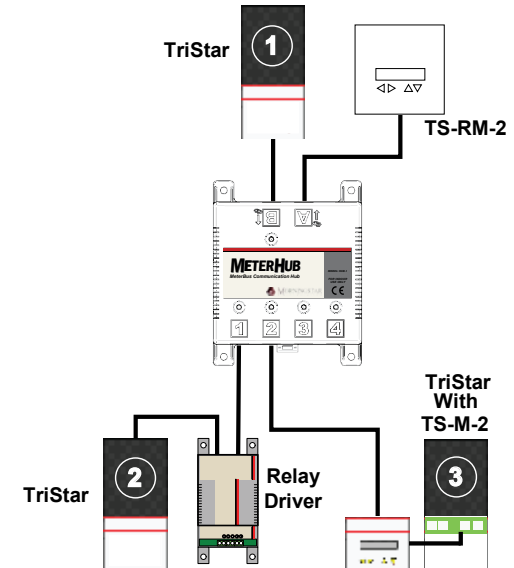 TriStar
1
TS-RM-2
B
A
METERHUB
MeterBus Communication Hub
CE
1 2 3 4
TriStar
With
TS-M-2
TriStar
2
Relay
Driver
3